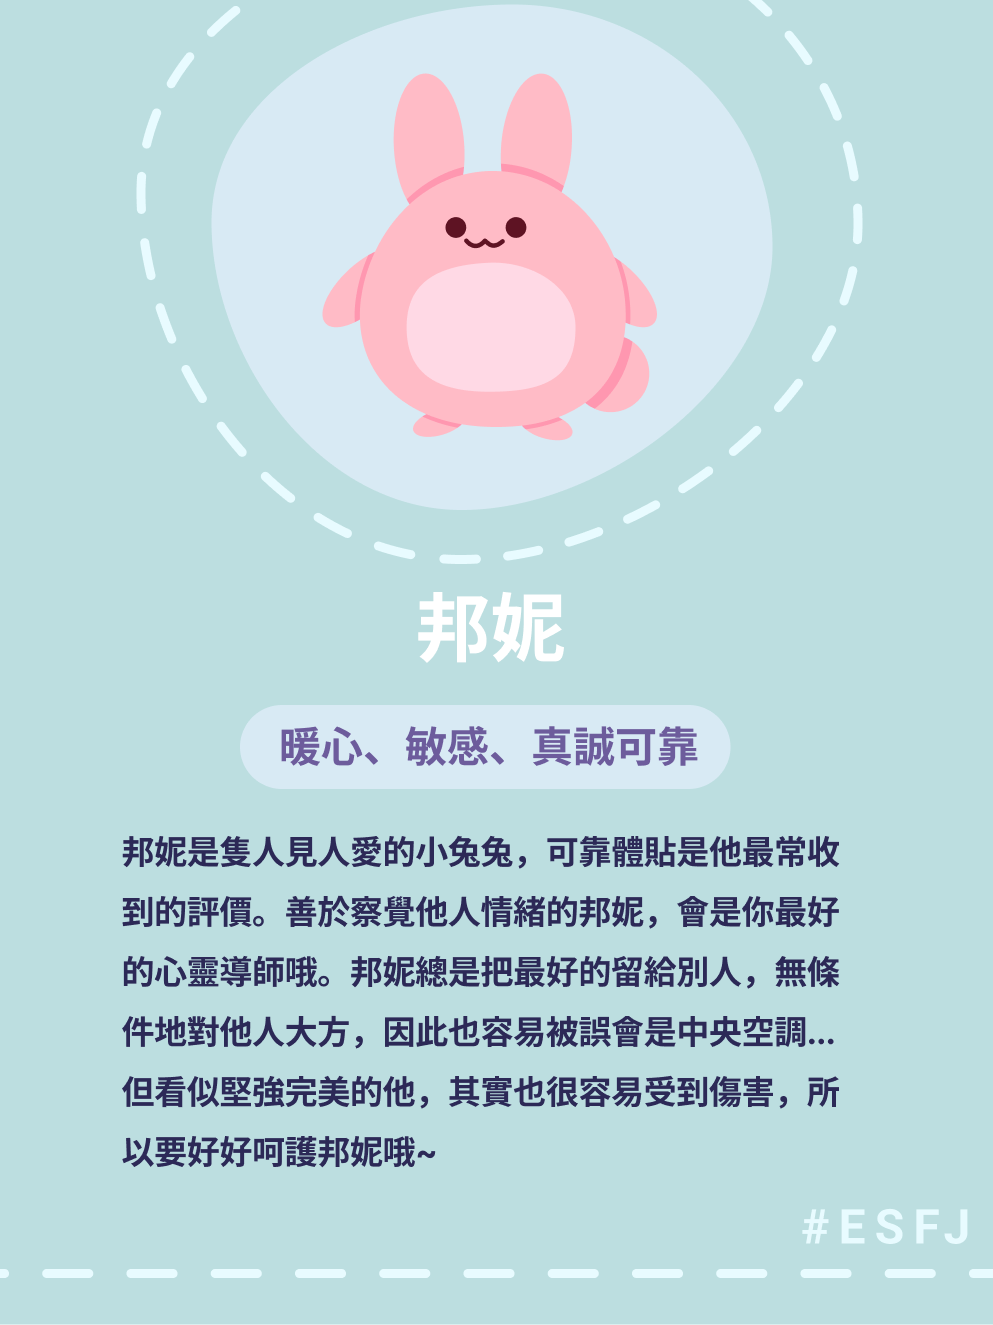 邦妮
暖心、敏感、真誠可靠
邦妮是隻人見人愛的小兔兔，可靠體貼是他最常收
到的評價。善於察覺他人情緒的邦妮，會是你最好
的心靈導師哦。邦妮總是把最好的留給別人，無條
件地對他人大方，因此也容易被誤會是中央空調...
但看似堅強完美的他，其實也很容易受到傷害，所
以要好好呵護邦妮哦~
#ESFJ